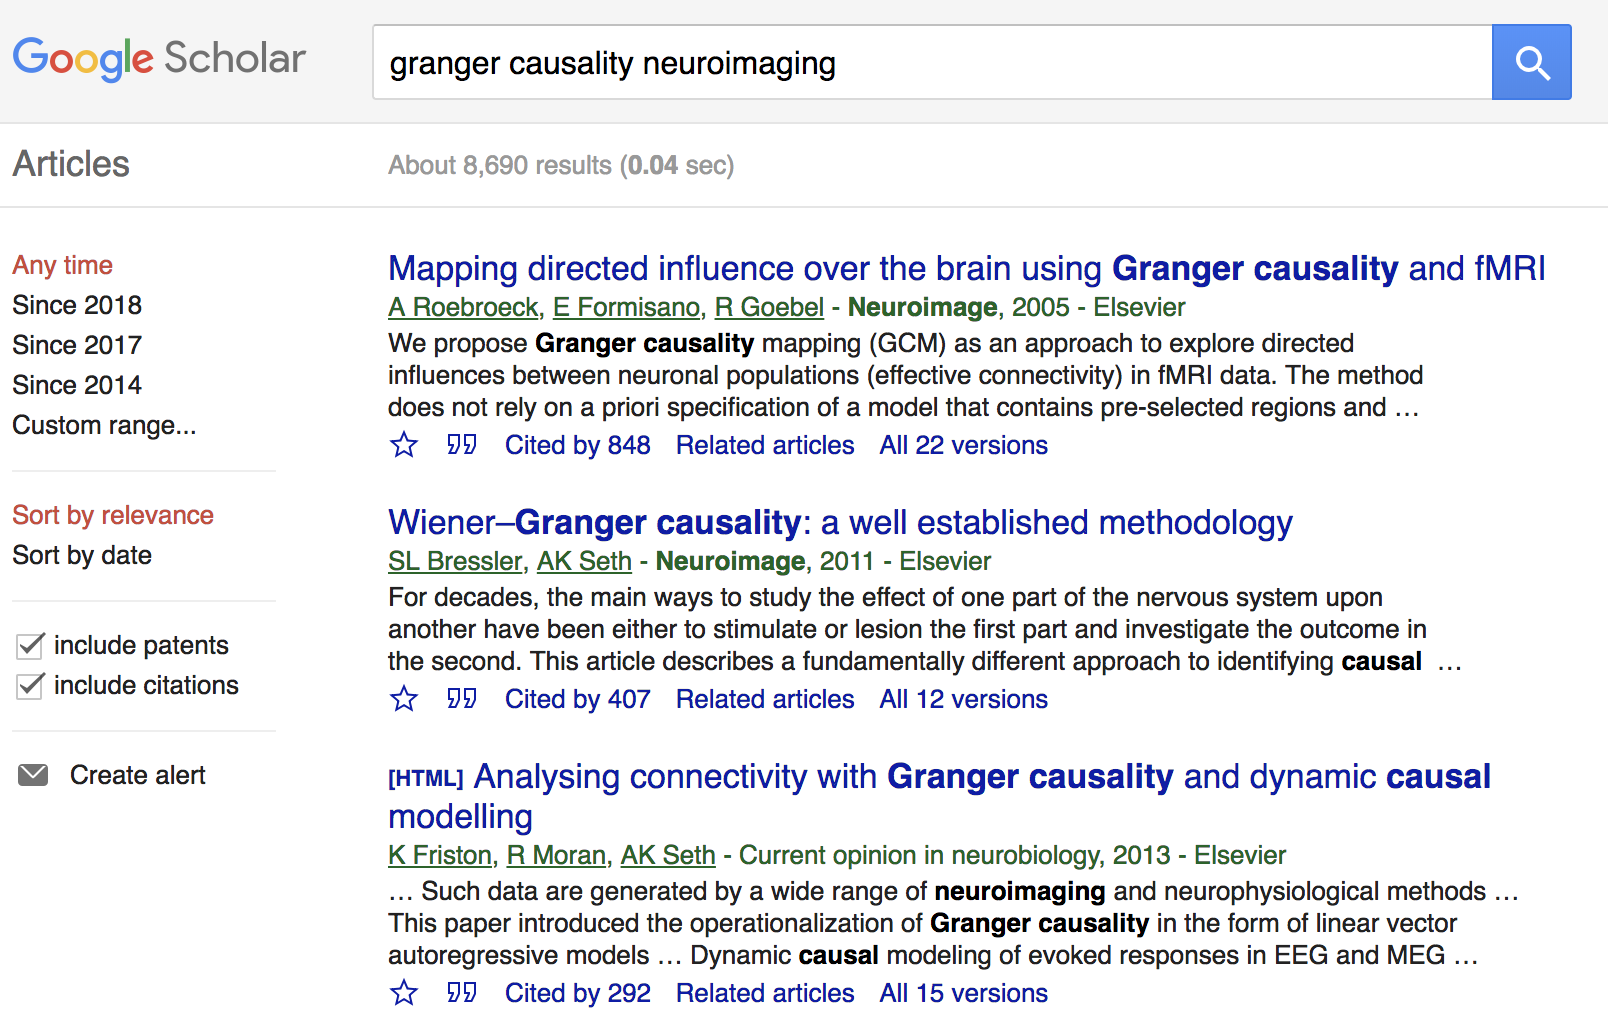 Google Scholar
granger causality neuroimaging
Articles
About 8,690 results (0.04 sec)
Any time
Since 2018
Since 2017
Since 2014
Custom range...
Sort by relevance
Sort by date
include patents
include citations
Create alert
Mapping directed influence over the brain using Granger causality and fMRI
A Roebroeck, E Formisano, R Goebel - Neuroimage, 2005 - Elsevier
We propose Granger causality mapping (GCM) as an approach to explore directed
influences between neuronal populations (effective connectivity) in fMRI data. The method
does not rely on a priori specification of a model that contains pre-selected regions and …
Cited by 848 Related articles All 22 versions
Wiener–Granger causality: a well established methodology
SL Bressler, AK Seth - Neuroimage, 2011 - Elsevier
For decades, the main ways to study the effect of one part of the nervous system upon
another have been either to stimulate or lesion the first part and investigate the outcome in
the second. This article describes a fundamentally different approach to identifying causal …
Cited by 407 Related articles All 12 versions
[HTML] Analysing connectivity with Granger causality and dynamic causal
modelling
K Friston, R Moran, AK Seth - Current opinion in neurobiology, 2013 - Elsevier
… Such data are generated by a wide range of neuroimaging and neurophysiological methods …
This paper introduced the operationalization of Granger causality in the form of linear vector
autoregressive models … Dynamic causal modeling of evoked responses in EEG and MEG …
Cited by 292 Related articles All 15 versions